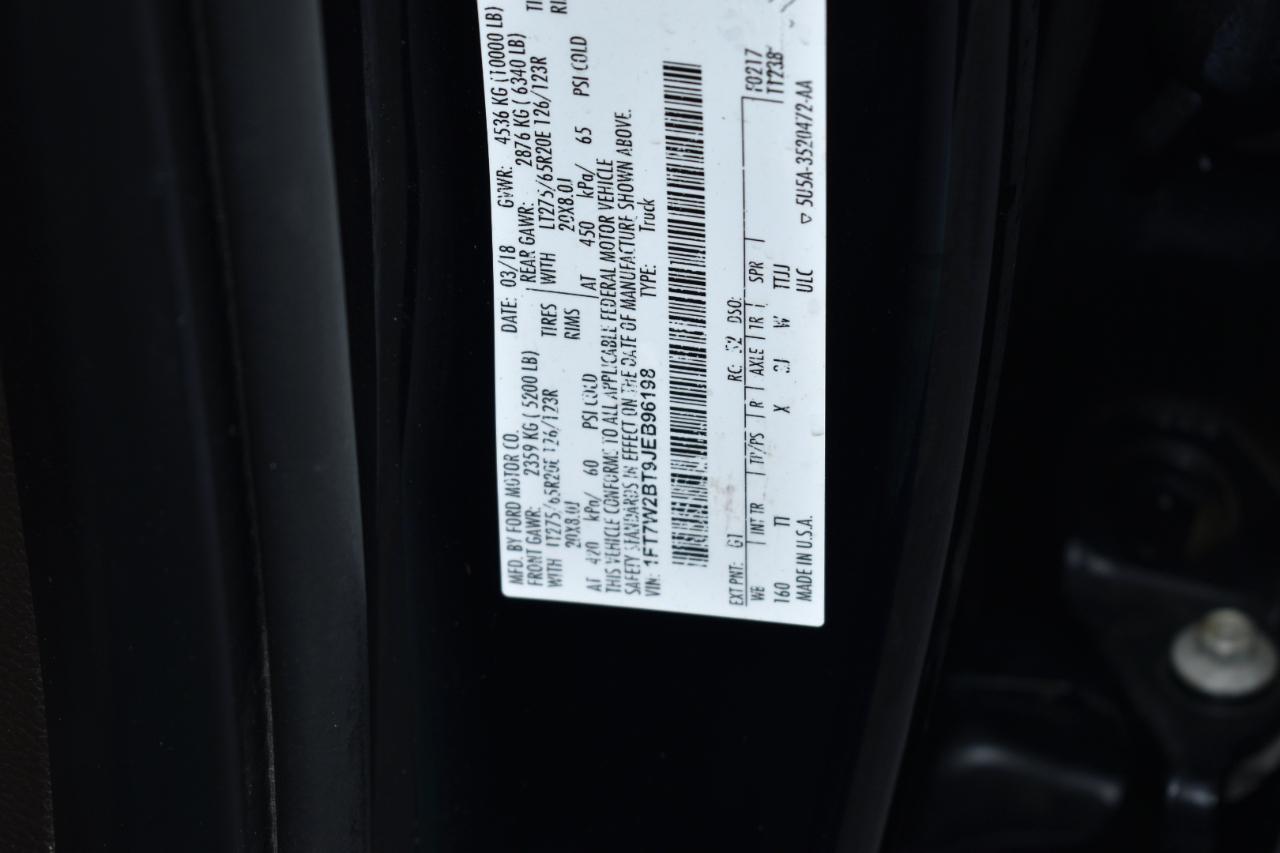 MFD. BY FORD MOTOR CO.
DATE: 03/18 GVWR: 4536 KG (10000 LB)
FRONT GAWR: 2359 KG ( 5200 LB)
REAR GAWR: 2876 KG ( 6340 LB)
WITH LT275/65R20E 126/123R TIRES
WITH LT275/65R20E 126/123R
20X8.0J RIMS
20X8.0J
AT 420 kPa/ 60 PSI COLD
AT 450 kPa/ 65 PSI COLD
THIS VEHICLE CONFORMS TO ALL APPLICABLE FEDERAL MOTOR VEHICLE
SAFETY STANDARDS IN EFFECT ON THE DATE OF MANUFACTURE SHOWN ABOVE.
VIN: 1FT7W2BT9JEB96198 TYPE: Truck
F0217
EXT PNT: G1 RC: 52 DSO: T1238
WB INT TR TP/PS R AXLE TR SPR
160 X W TTJJ
MADE IN U.S.A. ULC 5U5A-3520472-AA